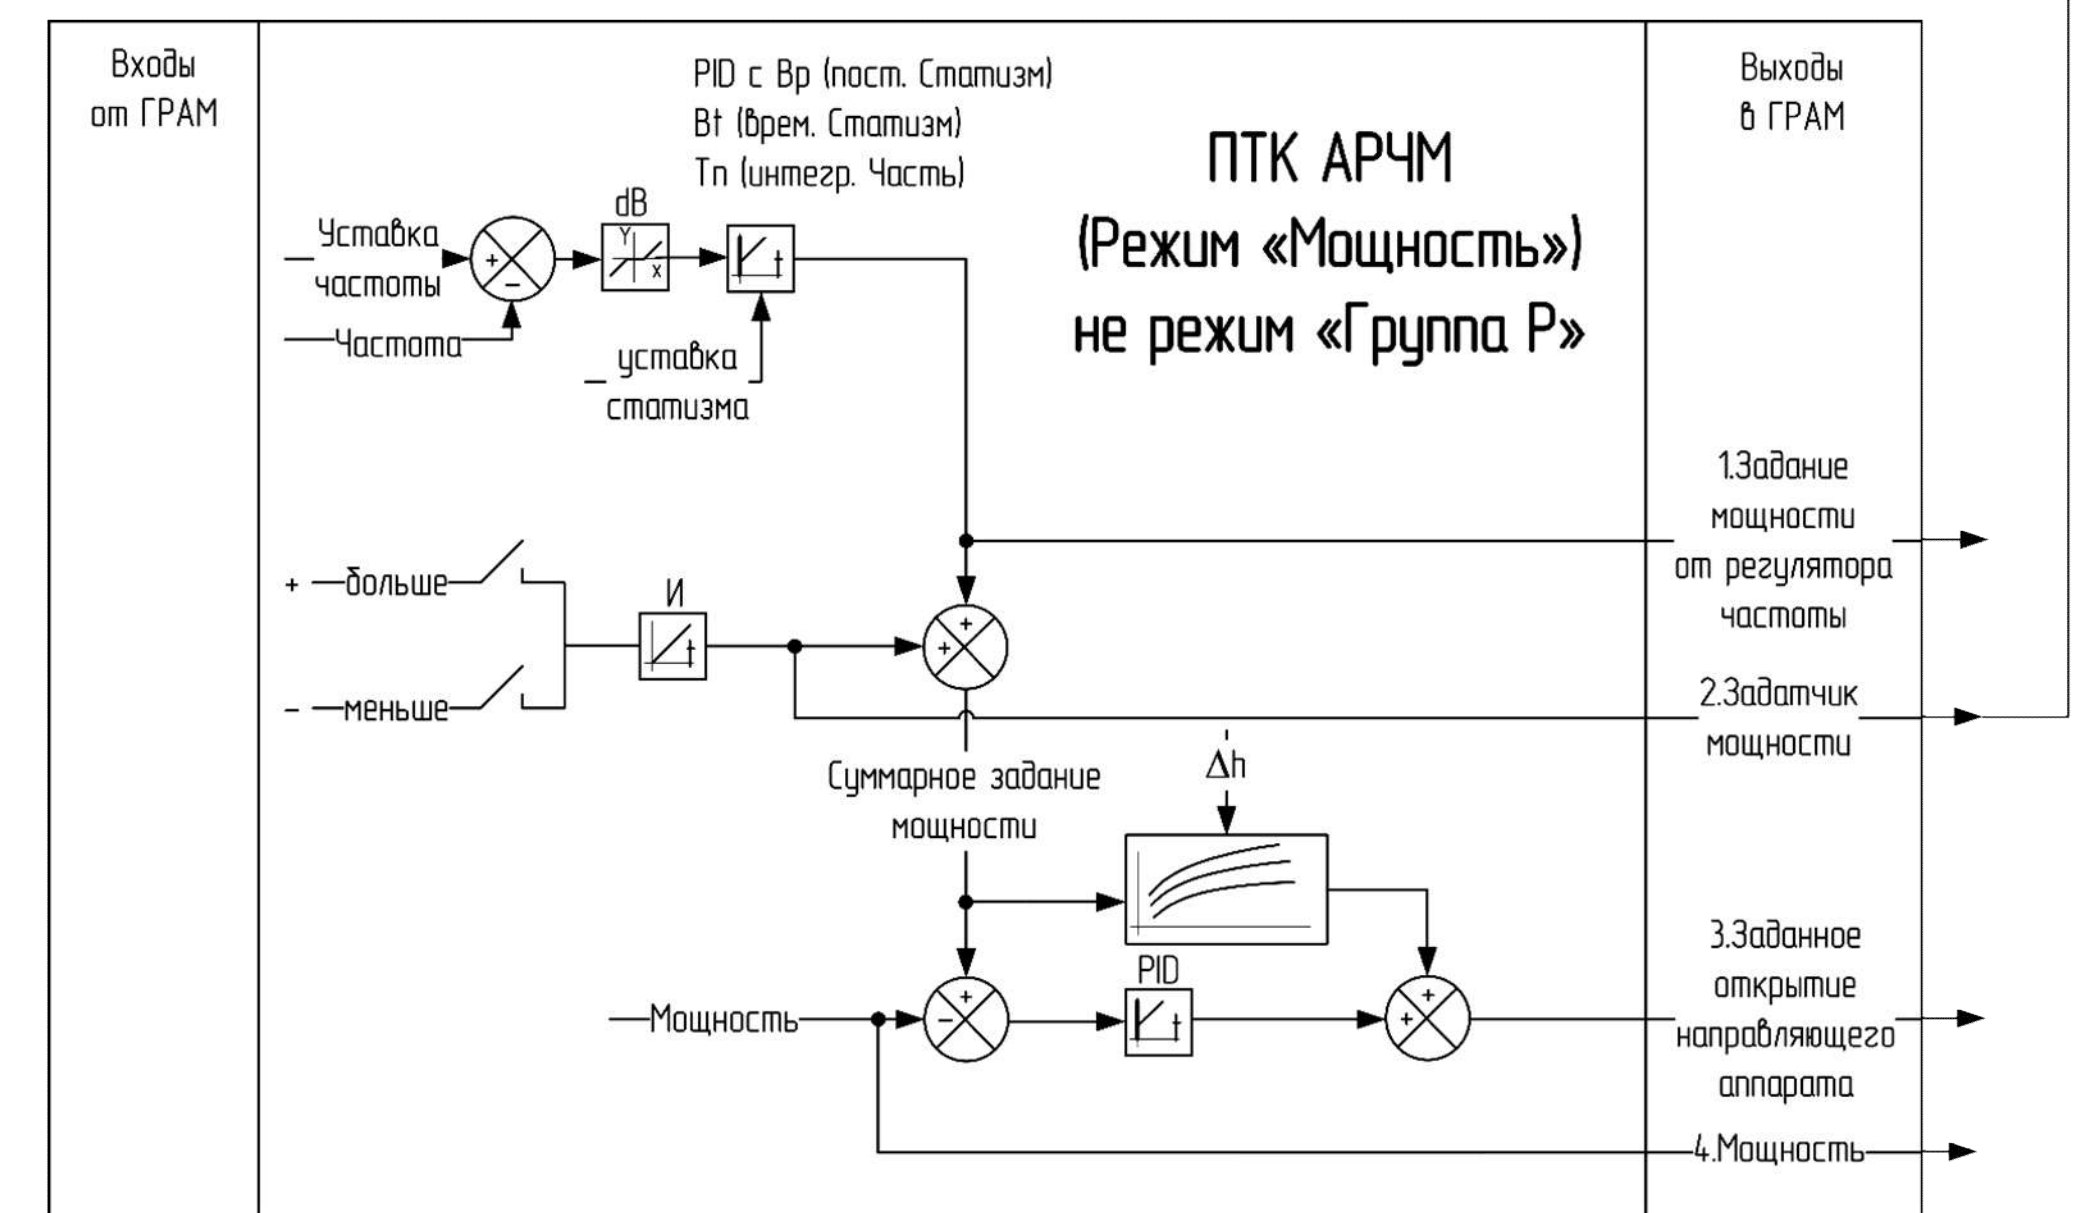 Входы
от ГРАМ
PID с Bp (пост. Статизм)
Bt (врем. Статизм)
Tn (интегр. Часть)
ПТК АРЧМ
(Режим «Мощность»)
не режим «Группа Р»
Выходы
в ГРАМ
dB
Y
x
Уставка
частоты
+
-
Частота
t
уставка
статизма
1.Задание
мощности
от регулятора
частоты
+ больше
И
t
+
+
- меньше
2.Задатчик
мощности
Суммарное задание
мощности
Δh
3.Заданное
открытие
направляющего
аппарата
PID
Мощность
+
-
t
+
+
4.Мощность